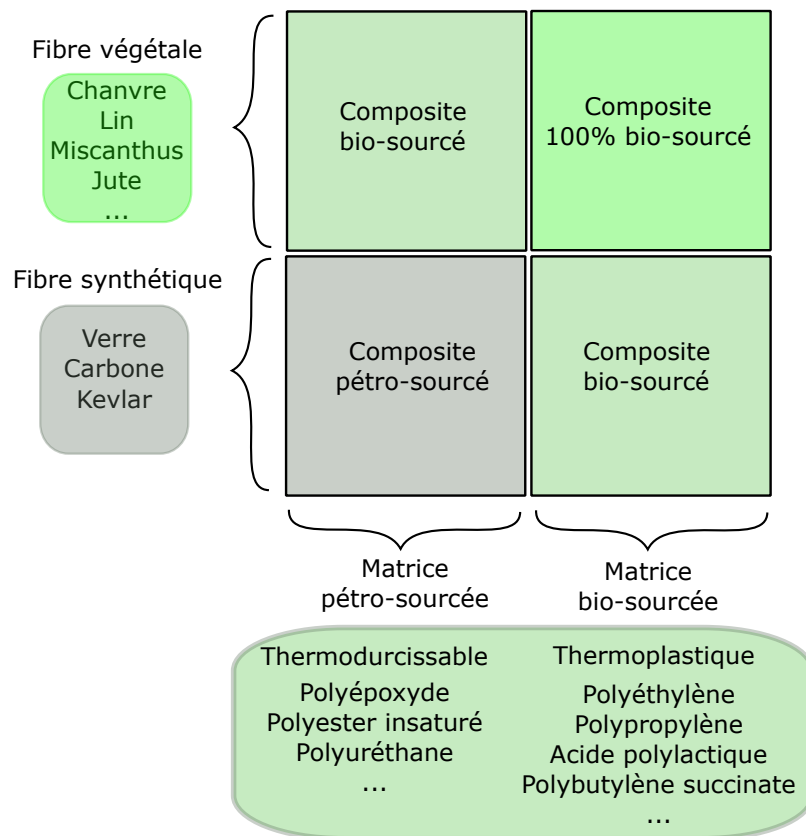 Fibre végétale
Chanvre
Lin
Miscanthus
Jute
...
Composite
bio-sourcé
Composite
100% bio-sourcé
Fibre synthétique
Verre
Carbone
Kevlar
Composite
pétro-sourcé
Composite
bio-sourcé
Matrice
pétro-sourcée
Matrice
bio-sourcée
Thermodurcissable
Polyépoxyde
Polyester insaturé
Polyuréthane
...
Thermoplastique
Polyéthylène
Polypropylène
Acide polylactique
Polybutylène succinate
...